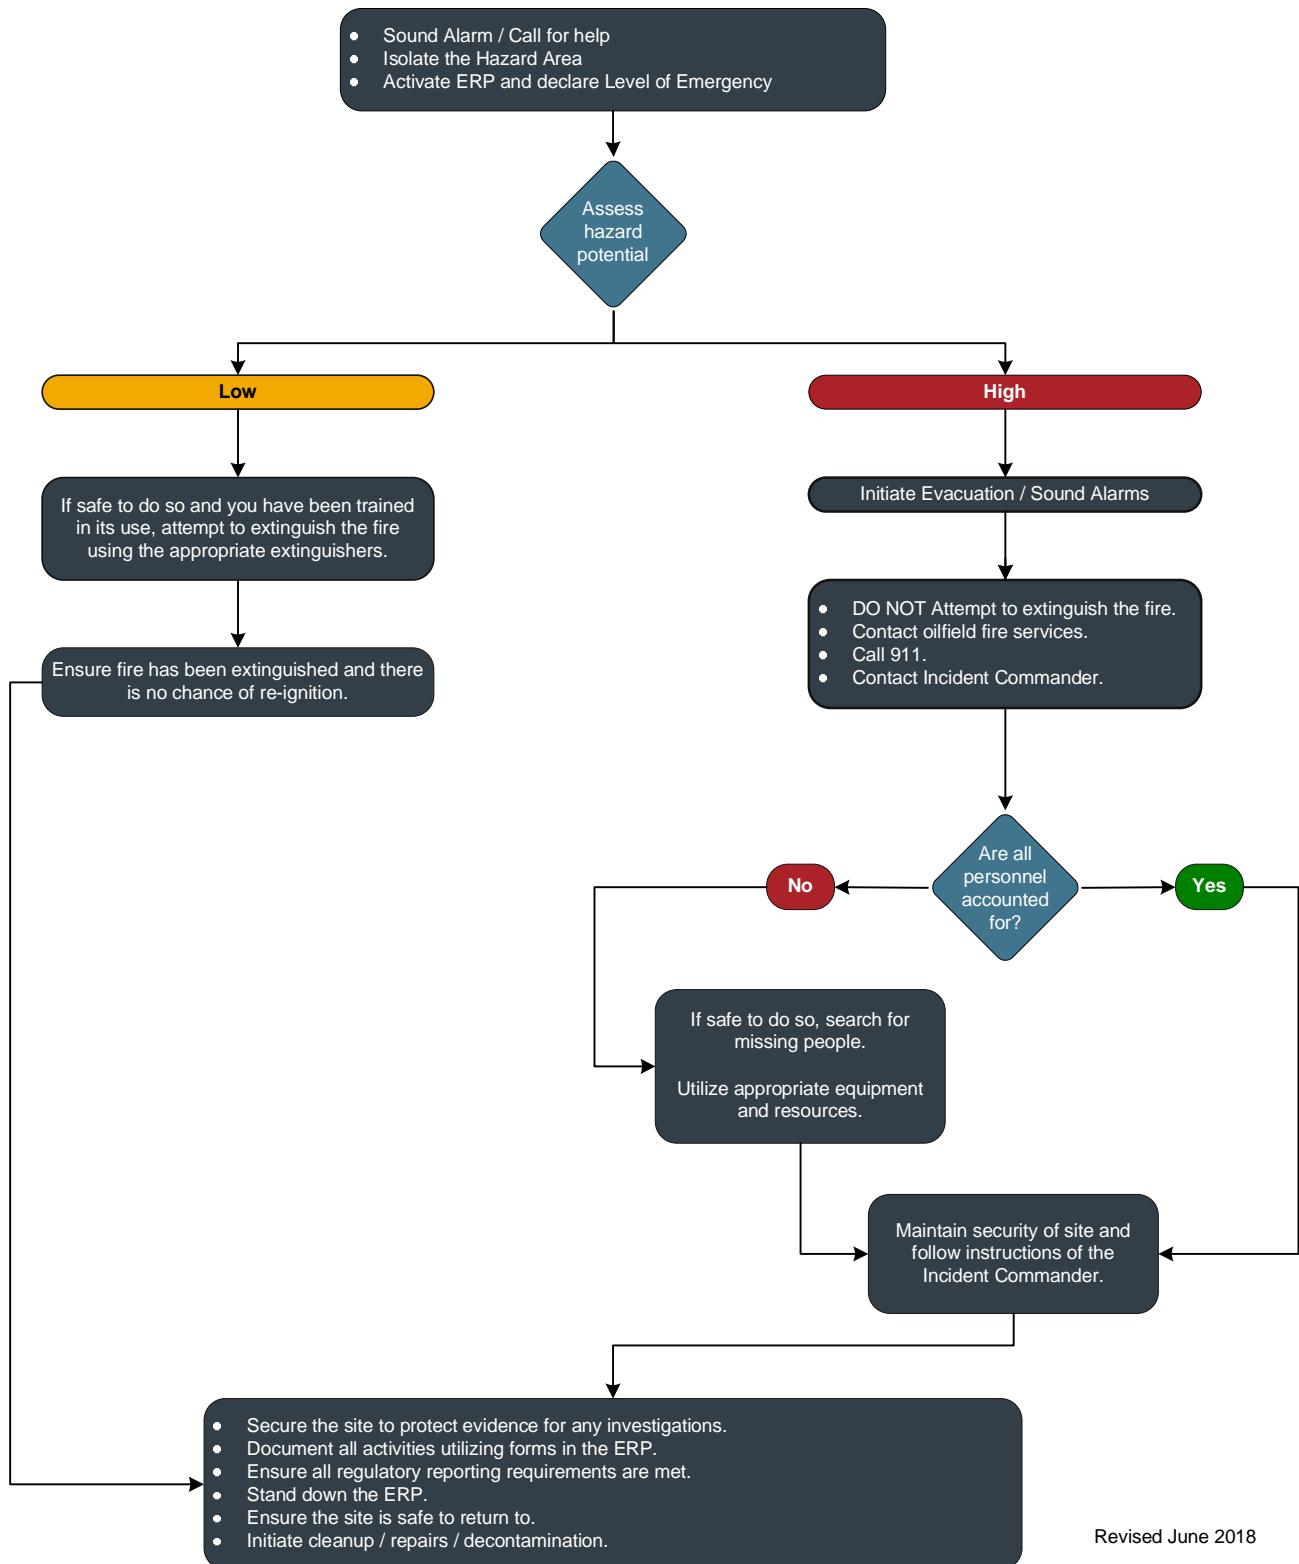 Sound Alarm / Call for help
Isolate the Hazard Area
Activate ERP and declare Level of Emergency
Assess
hazard
potential
Low
High
If safe to do so and you have been trained
in its use, attempt to extinguish the fire
using the appropriate extinguishers.
Initiate Evacuation / Sound Alarms
DO NOT Attempt to extinguish the fire.
Contact oilfield fire services.
Call 911.
Contact Incident Commander.
Ensure fire has been extinguished and there
is no chance of re-ignition.
Are all
personnel
accounted
for?
No
Yes
If safe to do so, search for
missing people.
Utilize appropriate equipment
and resources.
Maintain security of site and
follow instructions of the
Incident Commander.
Secure the site to protect evidence for any investigations.
Document all activities utilizing forms in the ERP.
Ensure all regulatory reporting requirements are met.
Stand down the ERP.
Ensure the site is safe to return to.
Initiate cleanup / repairs / decontamination.
Revised June 2018